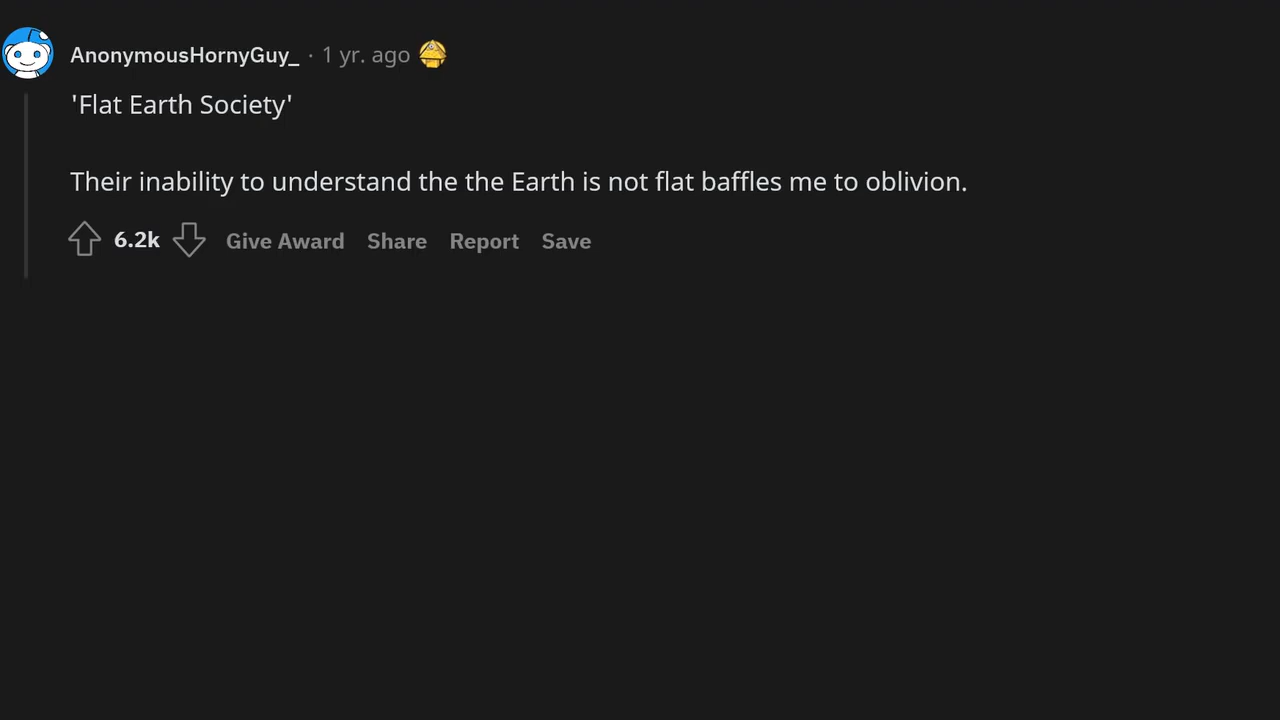 AnonymousHornyGuy_ · 1 yr. ago
'Flat Earth Society'
Their inability to understand the the Earth is not flat baffles me to oblivion.
6.2k Give Award Share Report Save